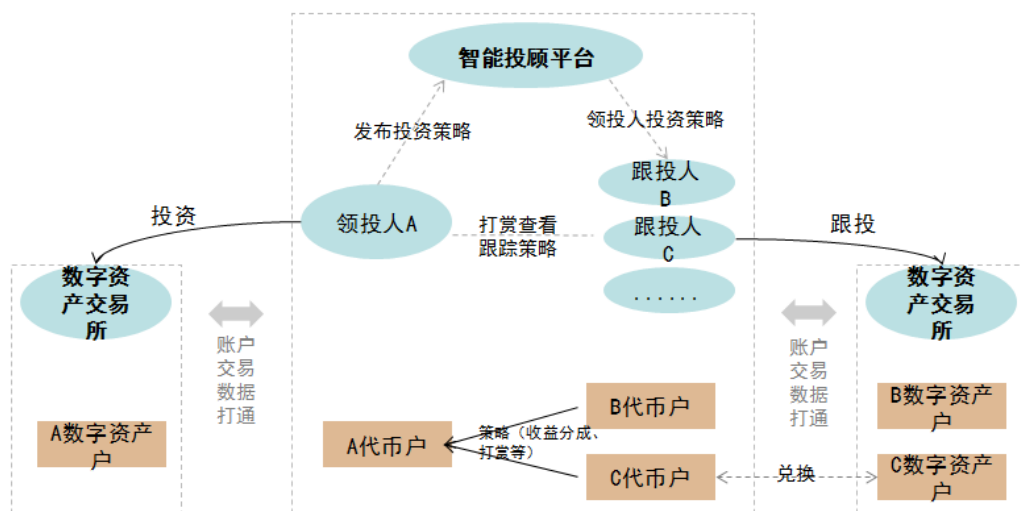 智能投顾平台
发布投资策略
领投人投资策略
跟投人
B
投资
领投人A
打赏查看
跟踪策略
跟投人
C
跟投
......
数字资
产交易
所
数字资
产交易
所
账户
交易
数据
打通
账户
交易
数据
打通
A数字资产
户
A代币户
策略（收益分成、
打赏等）
B代币户
C代币户
兑换
B数字资产
户
C数字资产
户